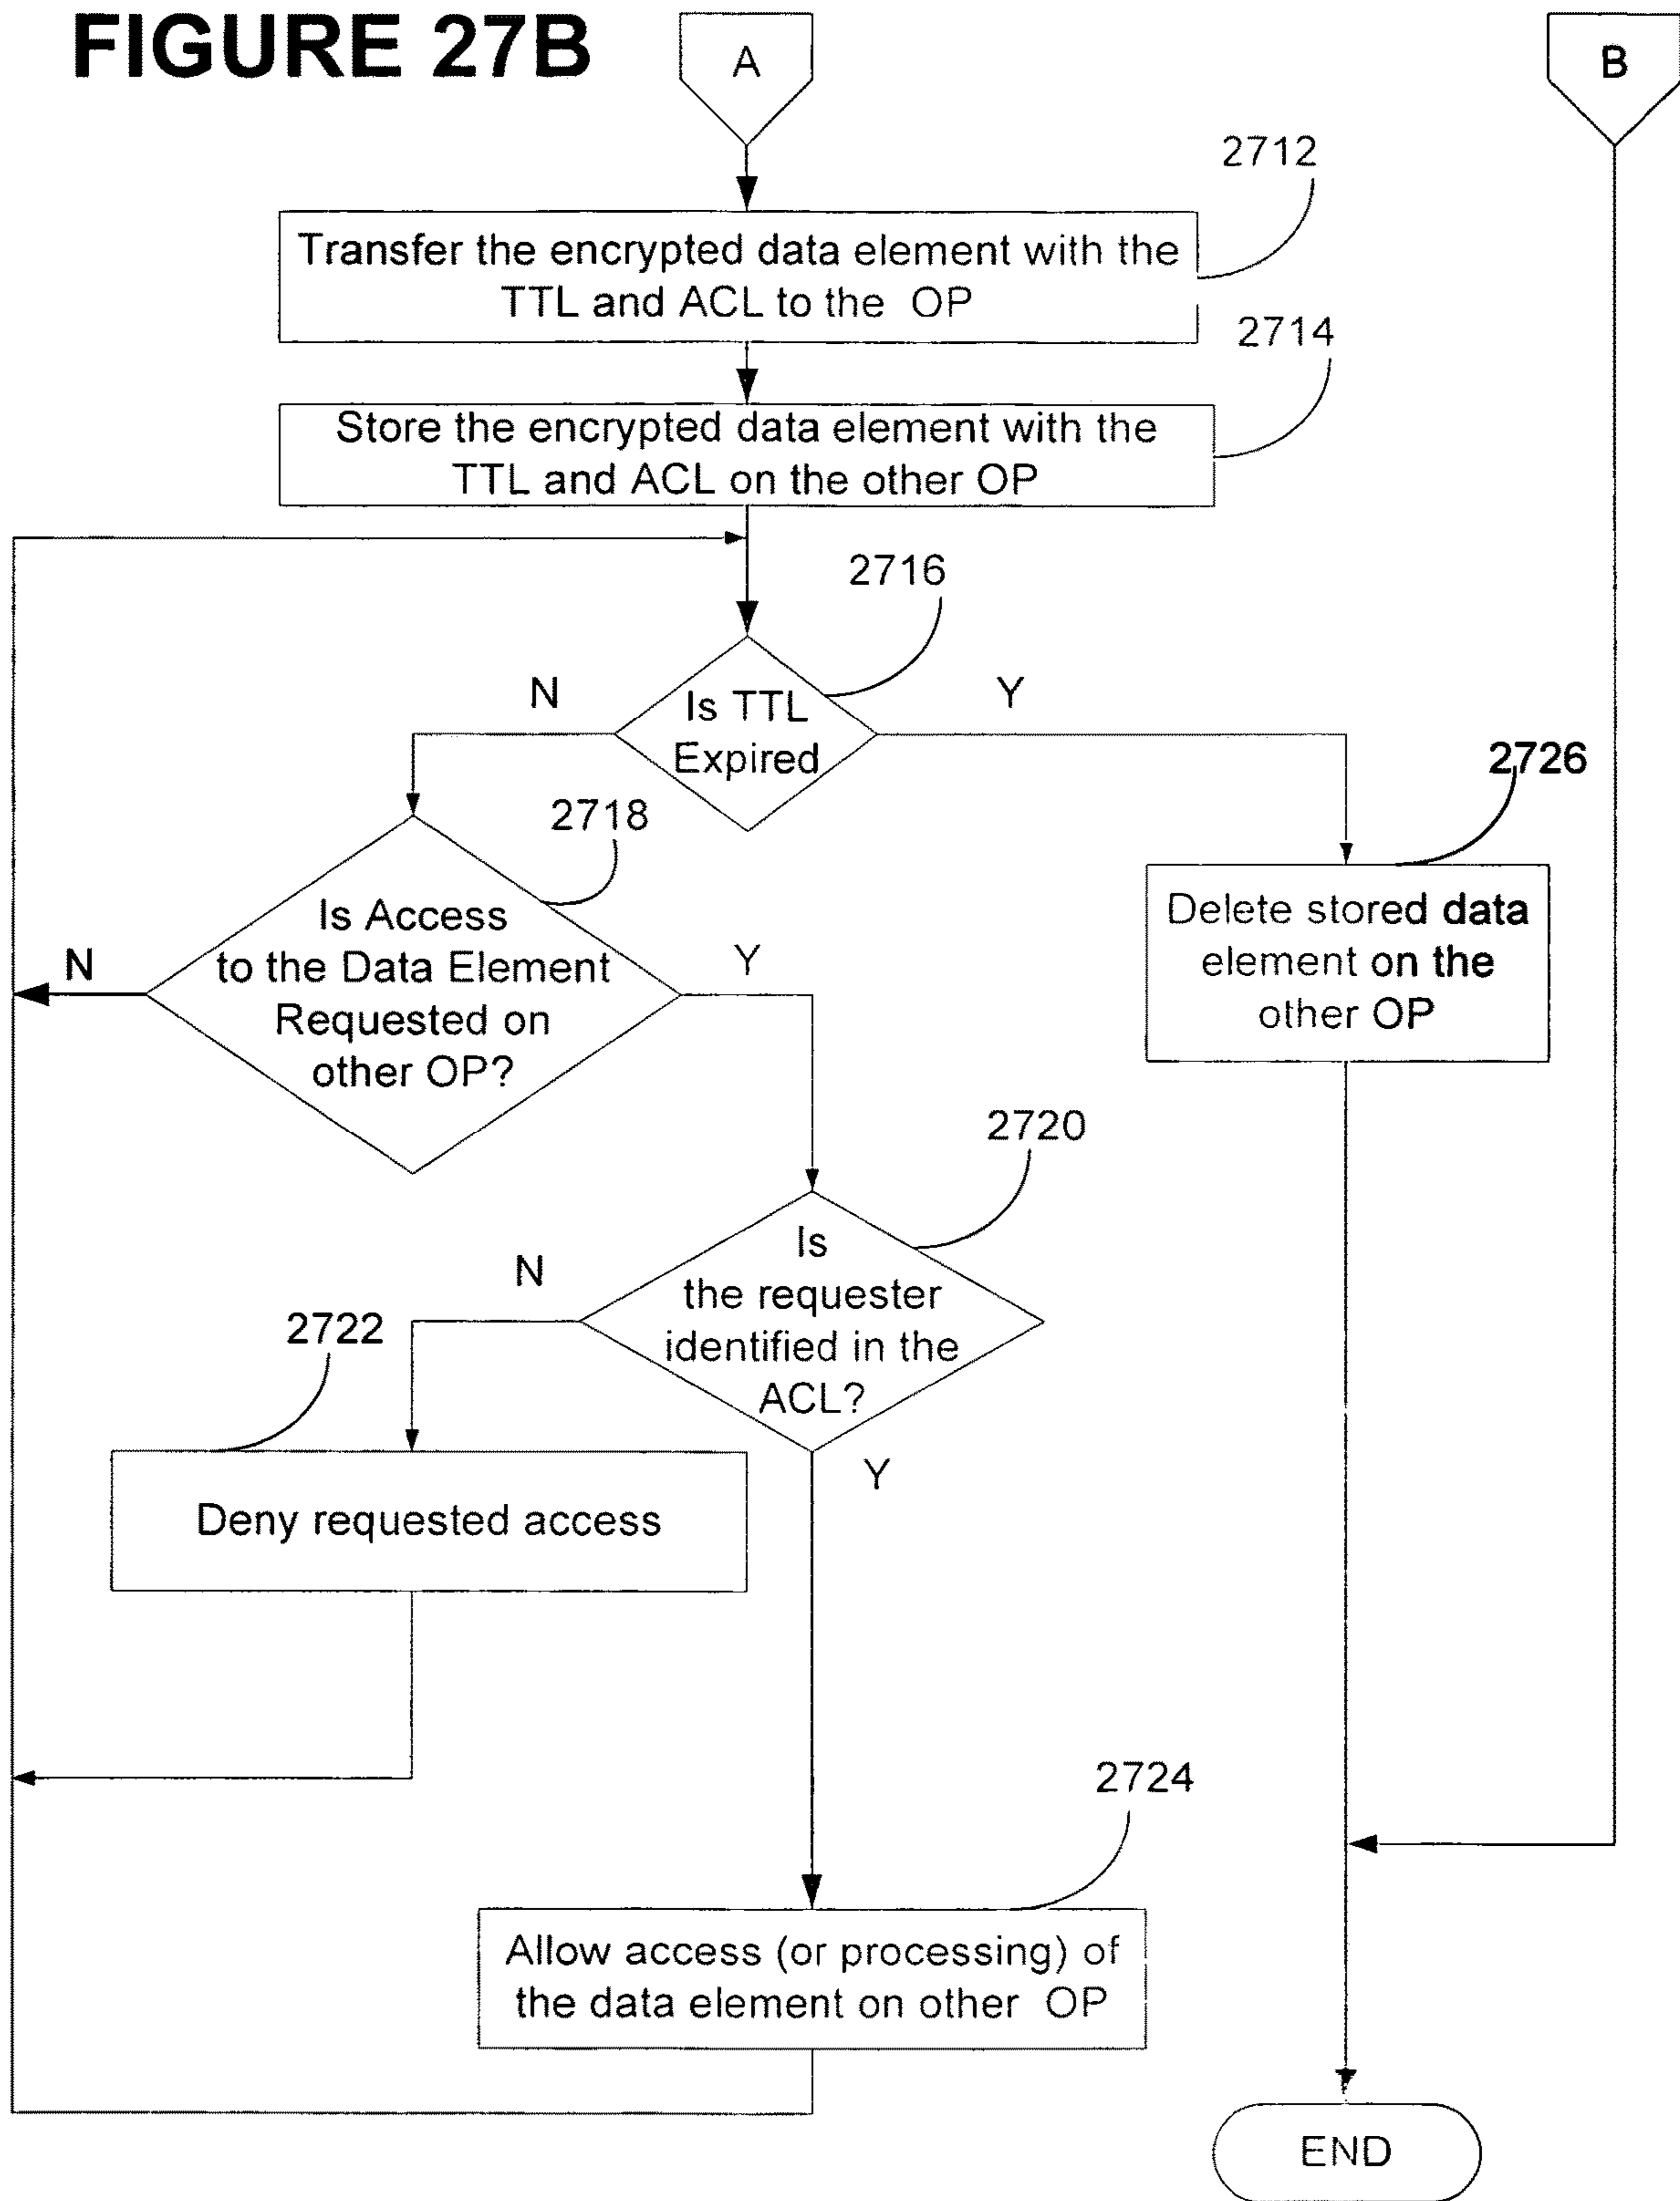 FIGURE 27B
A
B
2712
Transfer the encrypted data element with the
TTL and ACL to the OP
2714
Store the encrypted data element with the
TTL and ACL on the other OP
2716
N
Is TTL
Expired
Y
2726
2718
Is Access
to the Data Element
Requested on
other OP?
N
Y
Delete stored data
element on the
other OP
2720
Is
the requester
identified in the
ACL?
N
2722
Y
Deny requested access
2724
Allow access (or processing) of
the data element on other OP
END